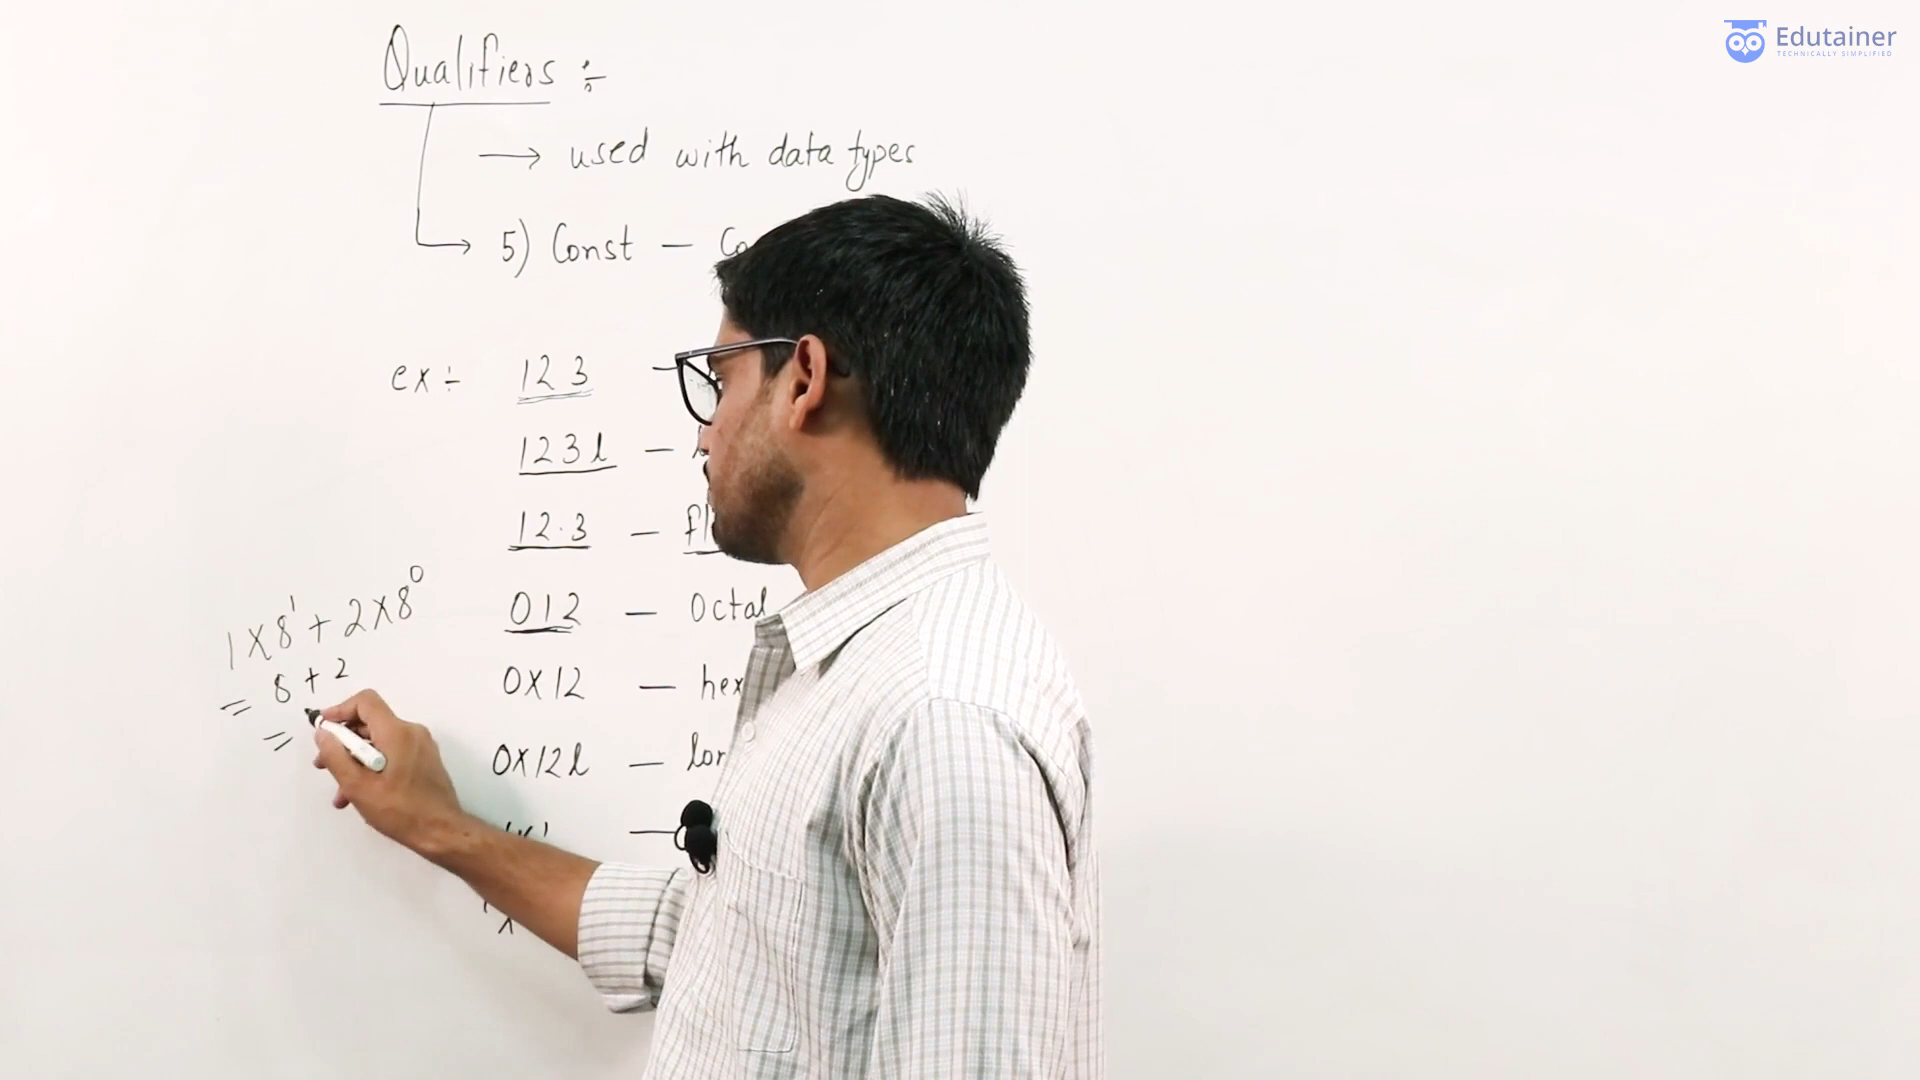 Edutainer
TECHNICALLY SIMPLIFIED
Qualifiers :-
→ used with data types
5) Const —
ex :- 123 —
123l —
12.3 — fl
012 — Octal
0X12 — hex
0X12l — lon
'x' —
1X8¹ + 2X8⁰
= 8 + 2
=